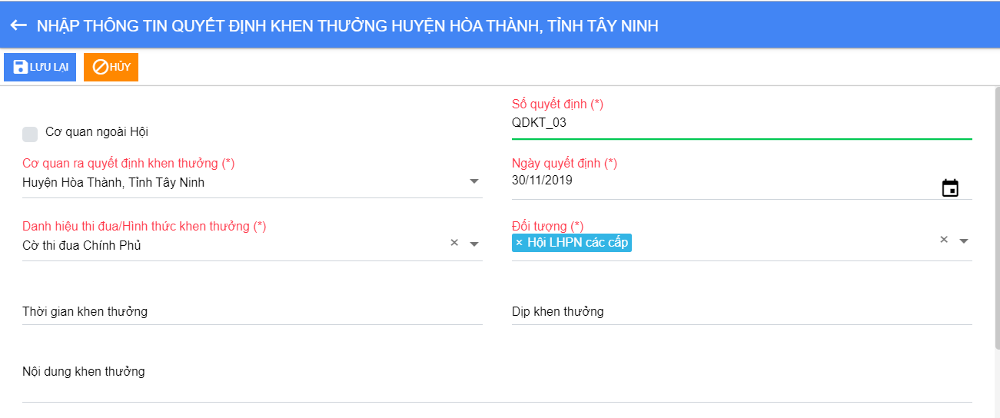 NHẬP THÔNG TIN QUYẾT ĐỊNH KHEN THƯỞNG HUYỆN HÒA THÀNH, TỈNH TÂY NINH
LƯU LẠI HỦY
Số quyết định (*)
QDKT_03
Cơ quan ngoài Hội
Cơ quan ra quyết định khen thưởng (*)
Huyện Hòa Thành, Tỉnh Tây Ninh
Ngày quyết định (*)
30/11/2019
Danh hiệu thi đua/Hình thức khen thưởng (*)
Cờ thi đua Chính Phủ
Đối tượng (*)
× Hội LHPN các cấp
Thời gian khen thưởng
Dịp khen thưởng
Nội dung khen thưởng